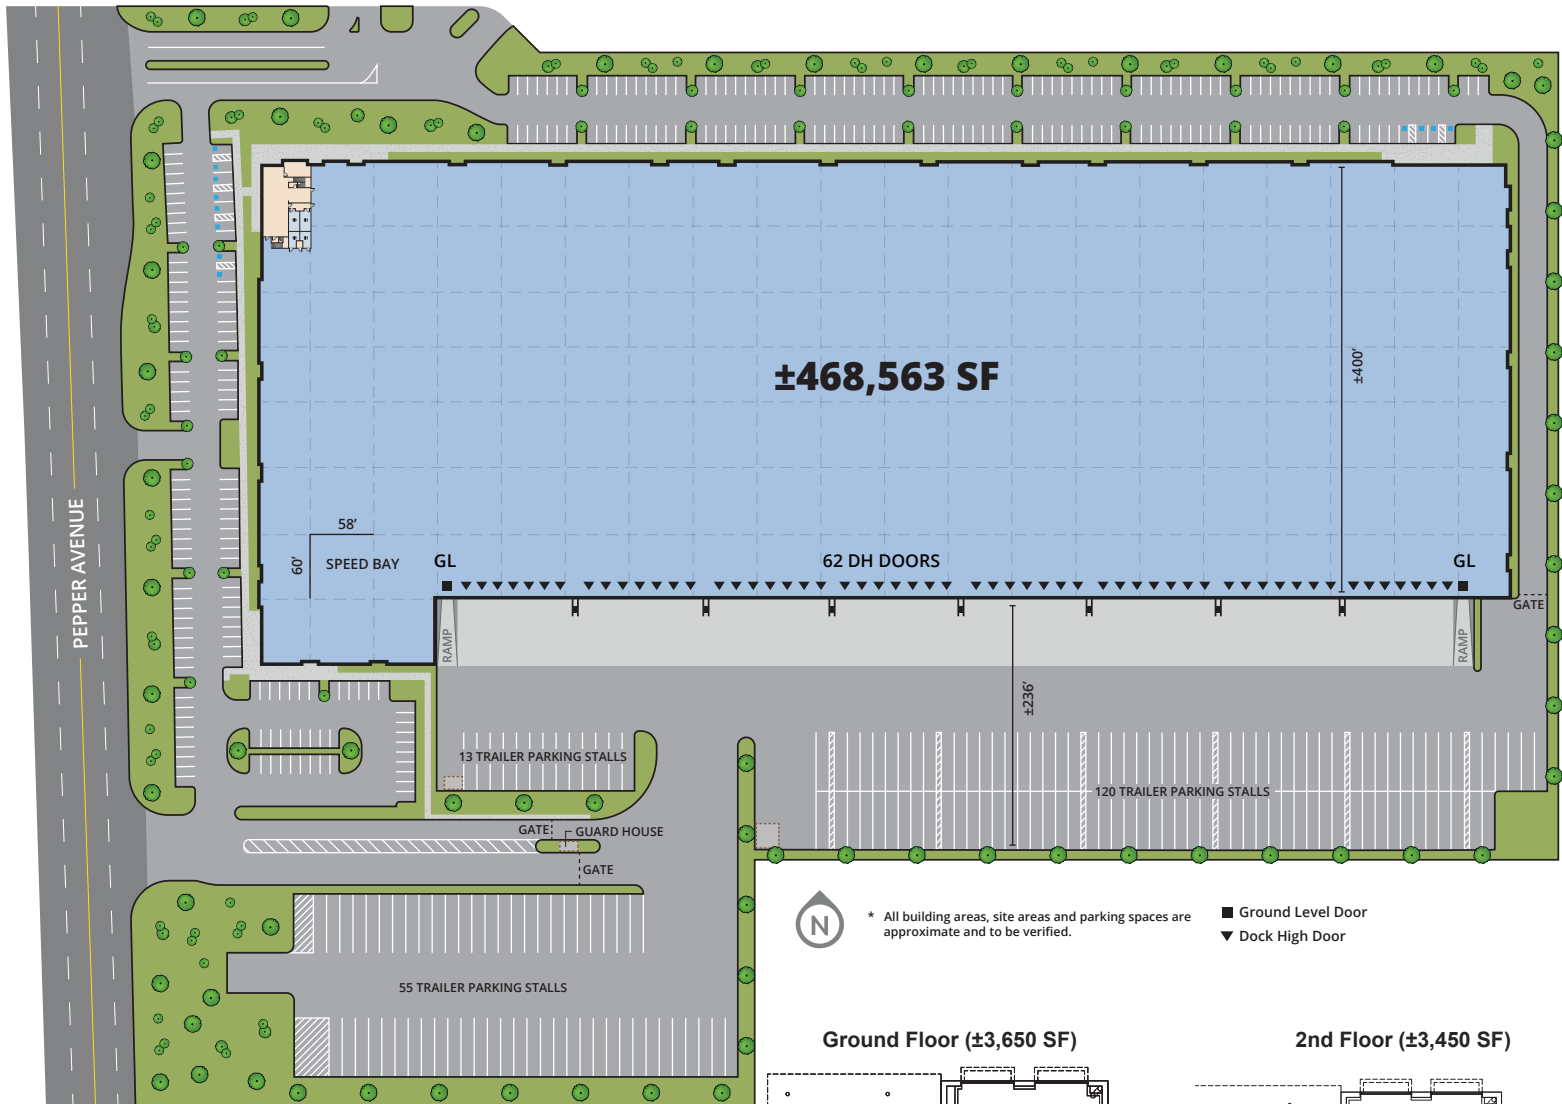 ±468,563 SF
±400’
PEPPER AVENUE
58’
60’
SPEED BAY
GL
62 DH DOORS
GL
GATE
RAMP
RAMP
±236’
13 TRAILER PARKING STALLS
120 TRAILER PARKING STALLS
GATE
GUARD HOUSE
GATE
N
* All building areas, site areas and parking spaces are
approximate and to be verified.
Ground Level Door
Dock High Door
55 TRAILER PARKING STALLS
Ground Floor (±3,650 SF)
2nd Floor (±3,450 SF)